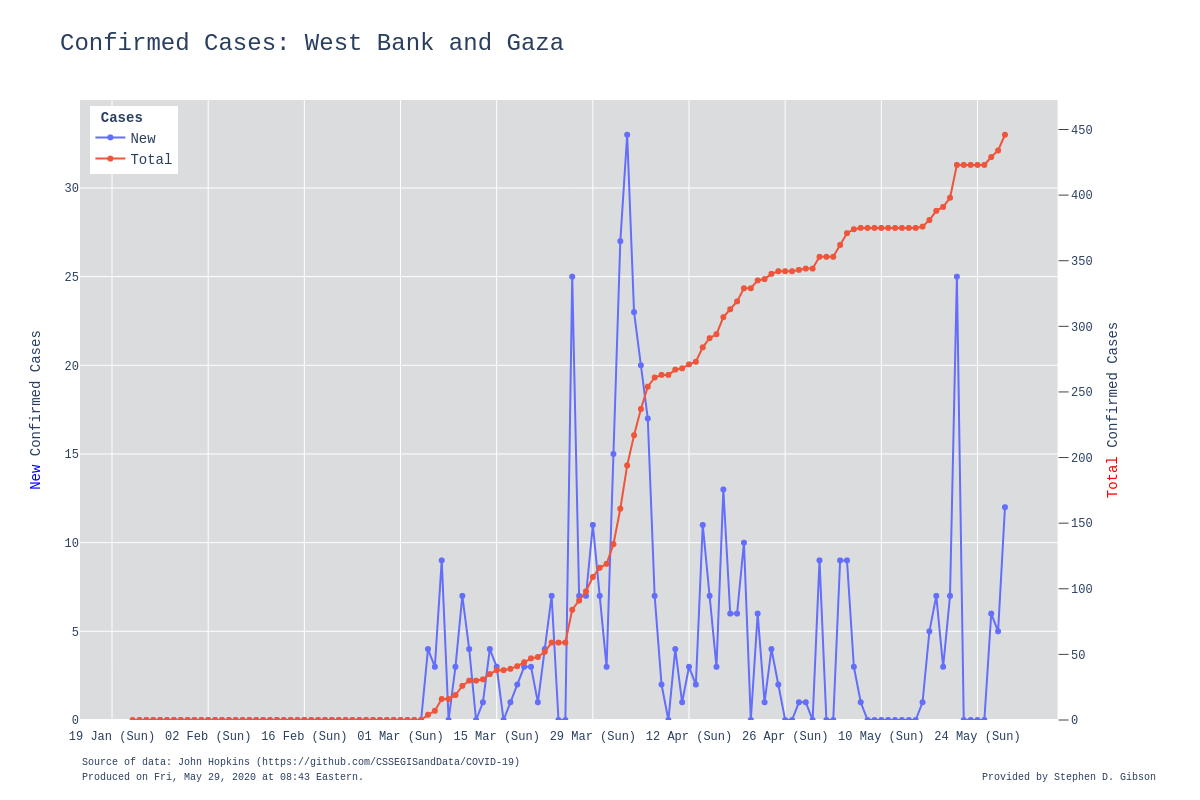 Confirmed Cases: West Bank and Gaza
Cases
New
Total
30
25
20
15
10
5
0
New Confirmed Cases
450
400
350
300
250
200
150
100
50
0
Total Confirmed Cases
19 Jan (Sun) 02 Feb (Sun) 16 Feb (Sun) 01 Mar (Sun) 15 Mar (Sun) 29 Mar (Sun) 12 Apr (Sun) 26 Apr (Sun) 10 May (Sun) 24 May (Sun)
Source of data: John Hopkins (https://github.com/CSSEGISandData/COVID-19)
Produced on Fri, May 29, 2020 at 08:43 Eastern.
Provided by Stephen D. Gibson